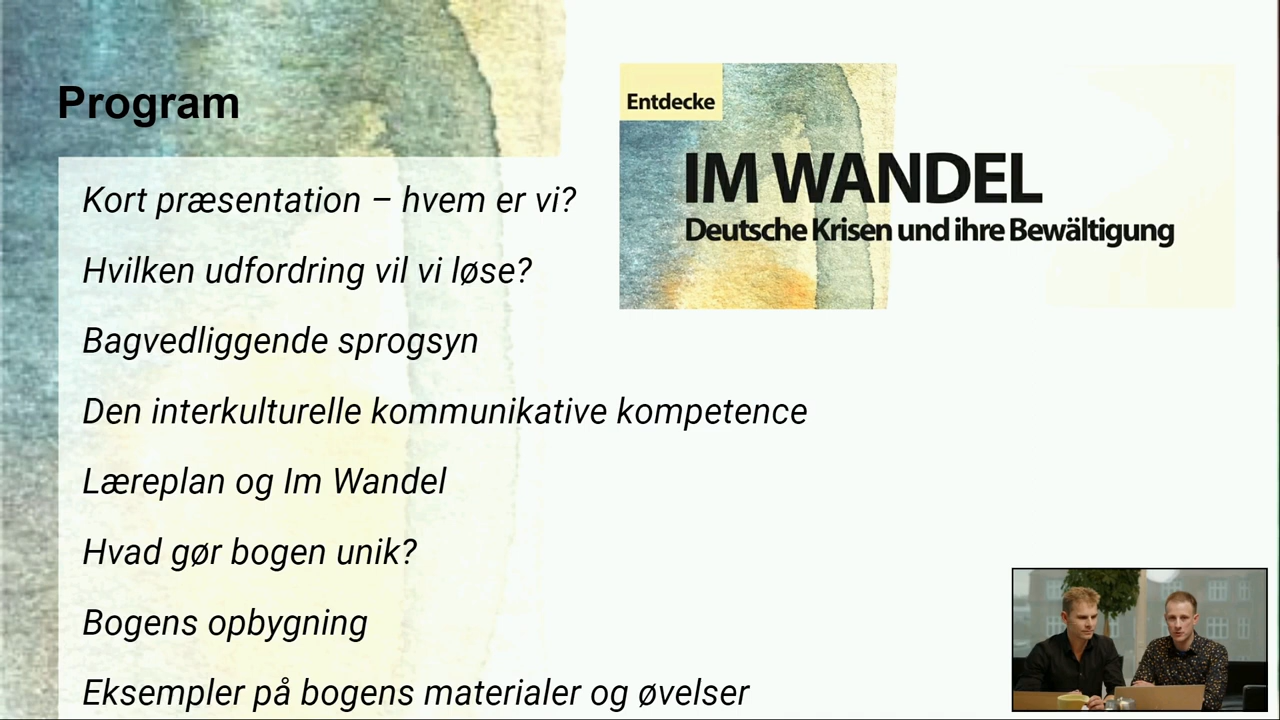 Program
Kort præsentation – hvem er vi?
Hvilken udfordring vil vi løse?
Bagvedliggende sprogsyn
Den interkulturelle kommunikative kompetence
Læreplan og Im Wandel
Hvad gør bogen unik?
Bogens opbygning
Eksempler på bogens materialer og øvelser
Entdecke
IM WANDEL
Deutsche Krisen und ihre Bewältigung